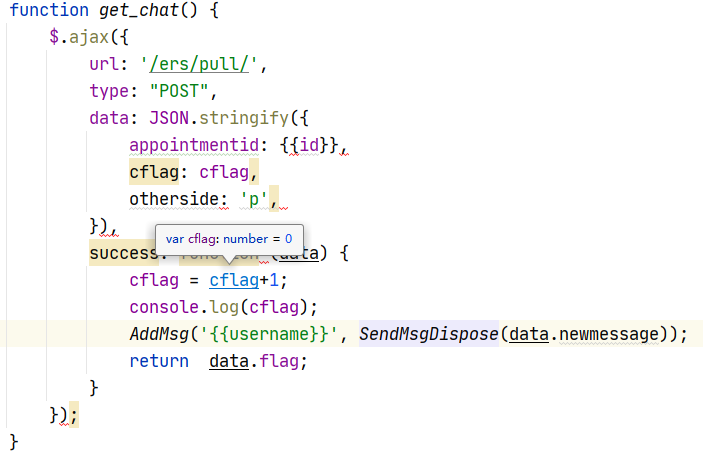 function get_chat() {
    $.ajax({
        url: '/ers/pull/',
        type: "POST",
        data: JSON.stringify({
            appointmentid: {{id}},
            cflag: cflag,
            otherside: 'p',
        }),
var cflag: number = 0
        success: function (data) {
            cflag = cflag+1;
            console.log(cflag);
            AddMsg('{{username}}', SendMsgDispose(data.newmessage));
            return  data.flag;
        }
    });
}